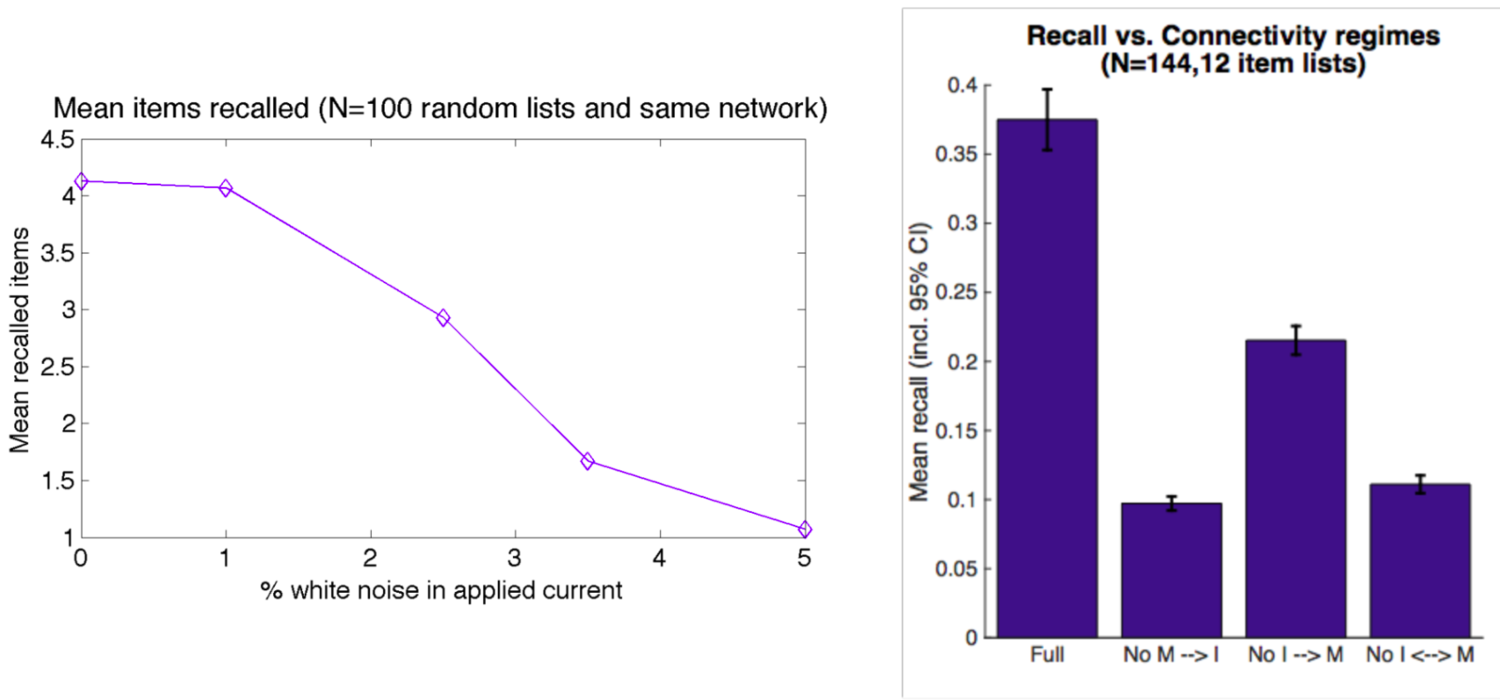 Mean items recalled (N=100 random lists and same network)
4.5
4
3.5
3
2.5
2
1.5
1
Mean recalled items
0 1 2 3 4 5
% white noise in applied current
Recall vs. Connectivity regimes
(N=144,12 item lists)
0.4
0.35
0.3
0.25
0.2
0.15
0.1
0.05
0
Mean recall (incl. 95% CI)
Full No M --> I No I --> M No I <--> M